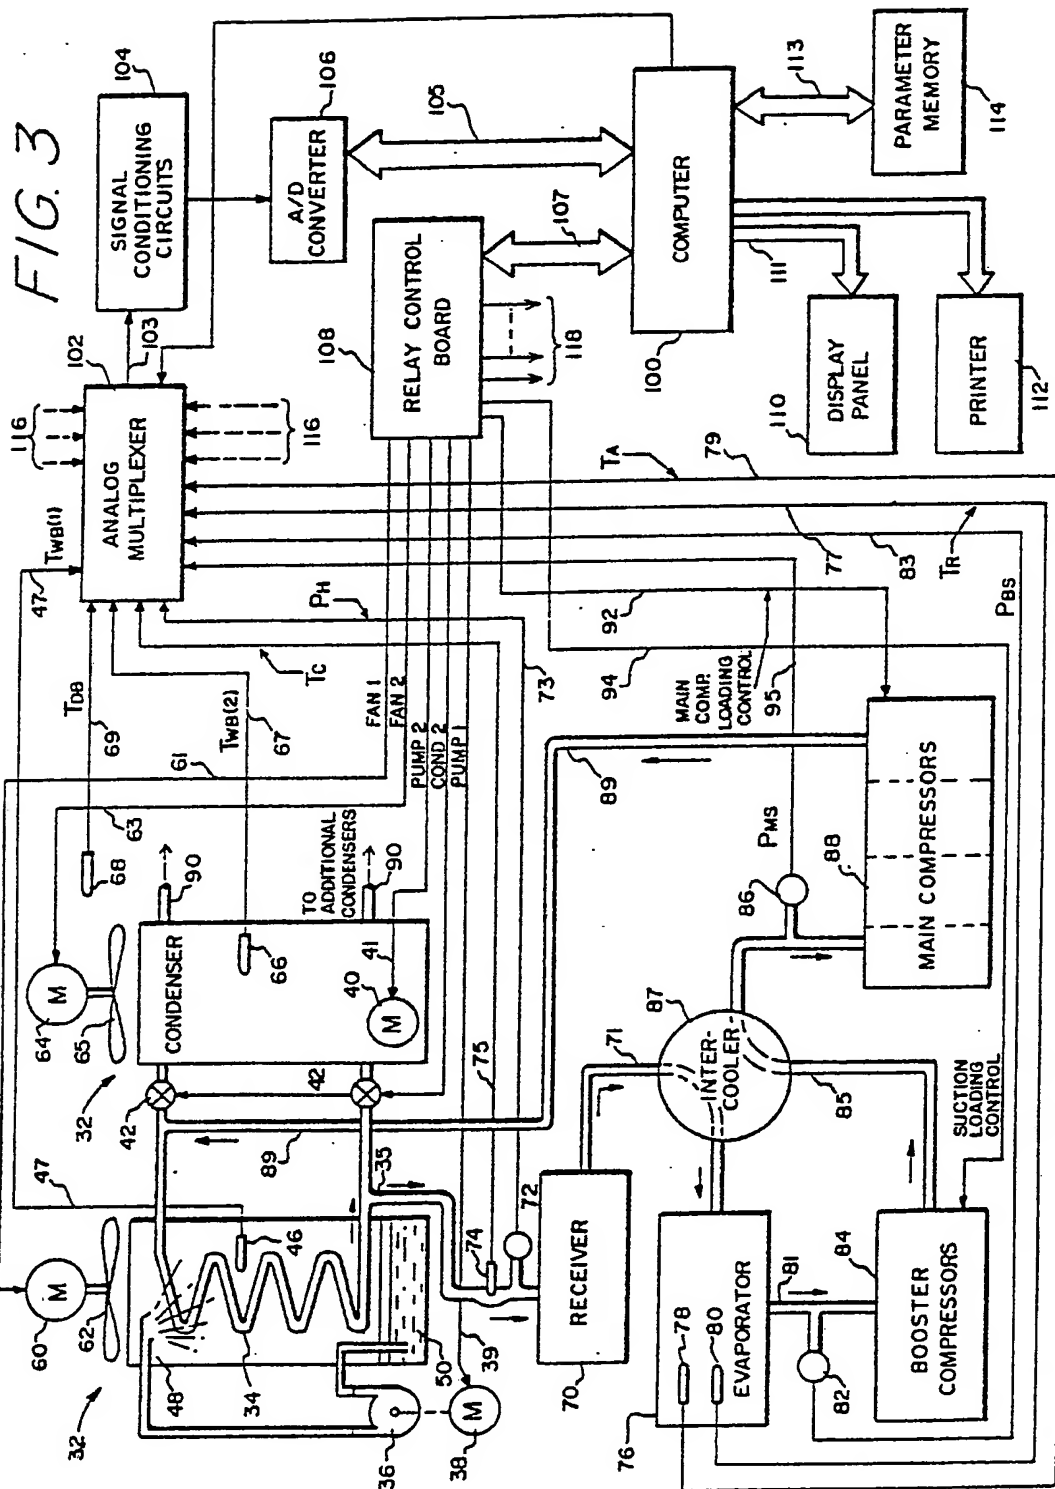 FIG. 3
104
SIGNAL
CONDITIONING
CIRCUITS
103
102
116
ANALOG
MULTIPLEXER
116
TWB(1)
47
A/D
CONVERTER
106
105
108
RELAY CONTROL
BOARD
107
118
COMPUTER
100
113
PARAMETER
MEMORY
114
111
110
DISPLAY
PANEL
PRINTER
112
TDB
69
TWB(2)
67
61
63
68
64
M
65
32
CONDENSER
66
90
TO ADDITIONAL
CONDENSERS
90
40
M
41
42
42
FAN 1
FAN 2
PUMP 2
COND 2
PUMP 1
PH
TC
73
75
TA
79
77
TR
83
PBS
92
94
MAIN
COMP.
LOADING
CONTROL
95
PMS
89
89
86
88
MAIN COMPRESSORS
87
INTER-
COOLER
85
71
SUCTION
LOADING
CONTROL
47
60
M
62
32
48
34
46
50
35
36
38
M
39
74
72
70
RECEIVER
76
EVAPORATOR
78
80
81
82
84
BOOSTER
COMPRESSORS